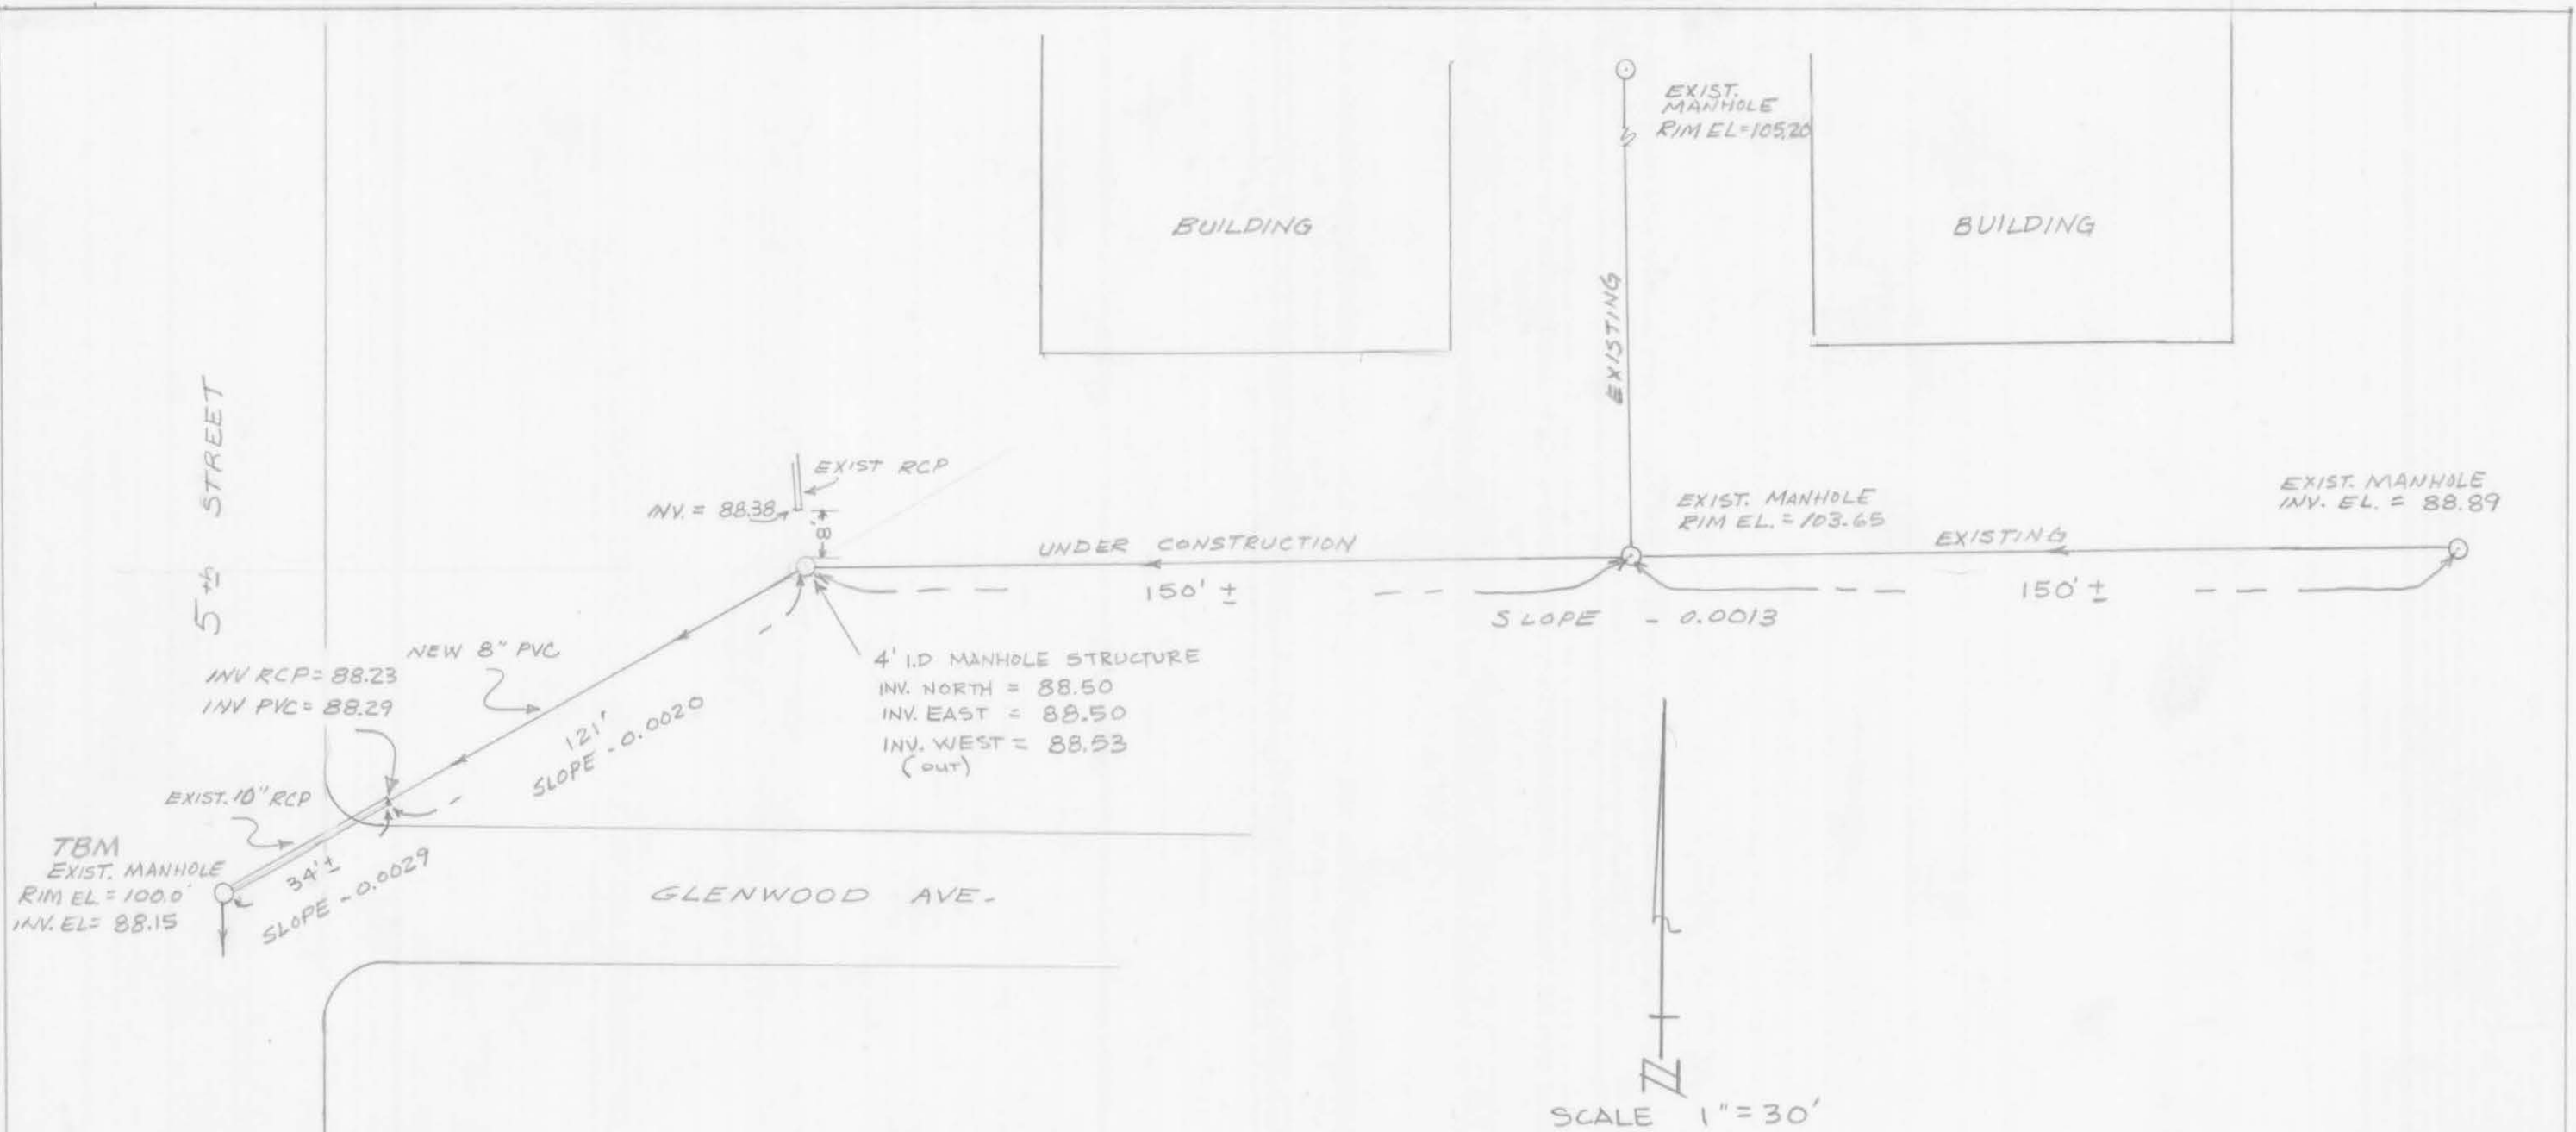 EXIST.
MANHOLE
RIM EL=105.20
BUILDING
BUILDING
EXISTING
5th STREET
EXIST RCP
INV. = 88.38
8'
UNDER CONSTRUCTION
150' ±
EXIST. MANHOLE
RIM EL. = 103.65
EXISTING
150' ±
EXIST. MANHOLE
INV. EL. = 88.89
SLOPE - 0.0013
NEW 8" PVC
INV RCP = 88.23
INV PVC = 88.29
4' I.D MANHOLE STRUCTURE
INV. NORTH = 88.50
INV. EAST = 88.50
INV. WEST = 88.53
(OUT)
121'
SLOPE - 0.0020
EXIST. 10" RCP
TBM
EXIST. MANHOLE
RIM EL = 100.0'
INV. EL = 88.15
34'±
SLOPE - 0.0029
GLENWOOD AVE.
N
SCALE 1" = 30'